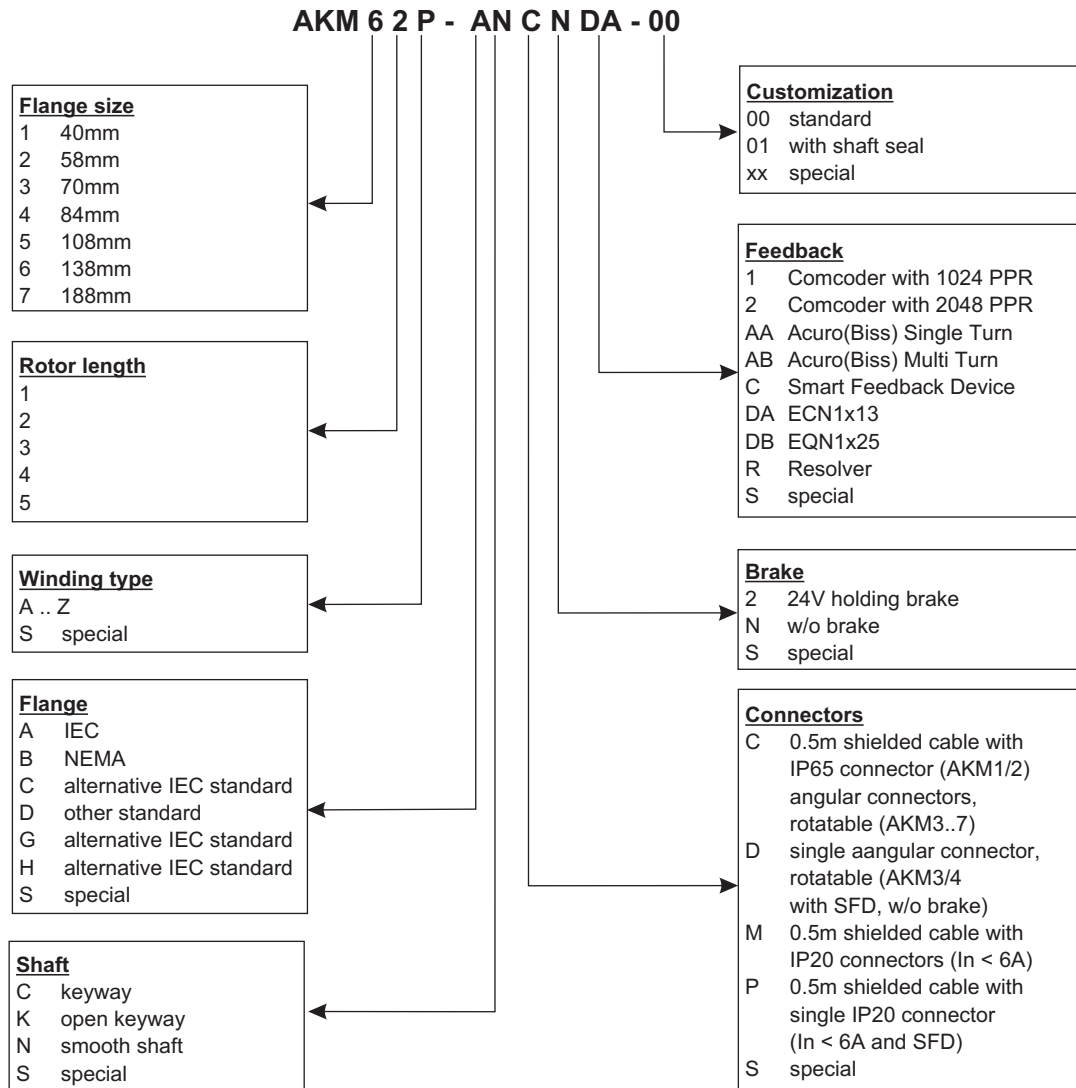 AKM 6 2 P - AN C N DA - 00
Flange size
1 40mm
2 58mm
3 70mm
4 84mm
5 108mm
6 138mm
7 188mm
Rotor length
1
2
3
4
5
Winding type
A .. Z
S special
Flange
A IEC
B NEMA
C alternative IEC standard
D other standard
G alternative IEC standard
H alternative IEC standard
S special
Shaft
C keyway
K open keyway
N smooth shaft
S special
Customization
00 standard
01 with shaft seal
xx special
Feedback
1 Comcoder with 1024 PPR
2 Comcoder with 2048 PPR
AA Acuro(Biss) Single Turn
AB Acuro(Biss) Multi Turn
C Smart Feedback Device
DA ECN1x13
DB EQN1x25
R Resolver
S special
Brake
2 24V holding brake
N w/o brake
S special
Connectors
C 0.5m shielded cable with
IP65 connector (AKM1/2)
angular connectors,
rotatable (AKM3..7)
D single aangular connector,
rotatable (AKM3/4
with SFD, w/o brake)
M 0.5m shielded cable with
IP20 connectors (In < 6A)
P 0.5m shielded cable with
single IP20 connector
(In < 6A and SFD)
S special